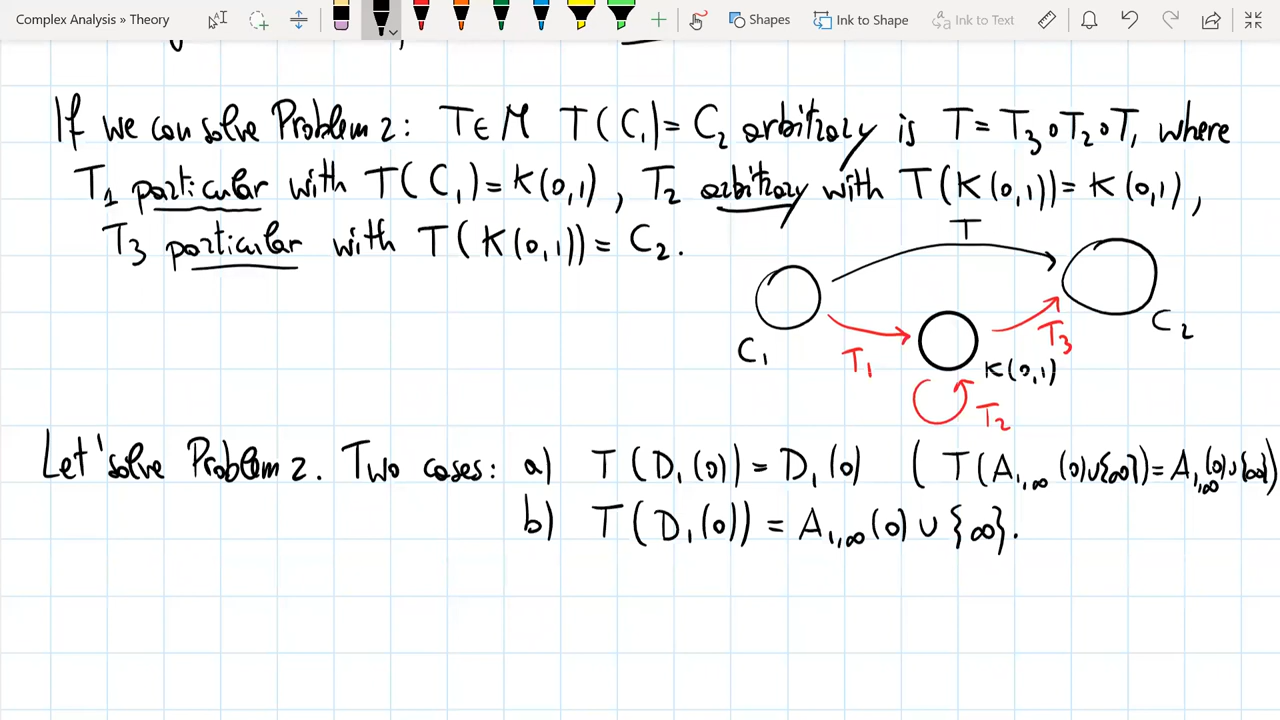 Complex Analysis » Theory
Shapes
Ink to Shape
Ink to Text
Share
If we can solve Problem 2: T∈M T(C₁)=C₂ arbitrary is T=T₃∘T₂∘T₁ where
T₁ particular with T(C₁)=K(0,1), T₂ arbitrary with T(K(0,1))=K(0,1),
T₃ particular with T(K(0,1))=C₂.
T
C₁
T₁
K(0,1)
T₂
T₃
C₂
Let's solve Problem 2. Two cases: a) T(D₁(0))=D₁(0) (T(A₁,∞(0)∪{∞})=A₁,∞(0)∪{∞})
b) T(D₁(0))=A₁,∞(0)∪{∞}.